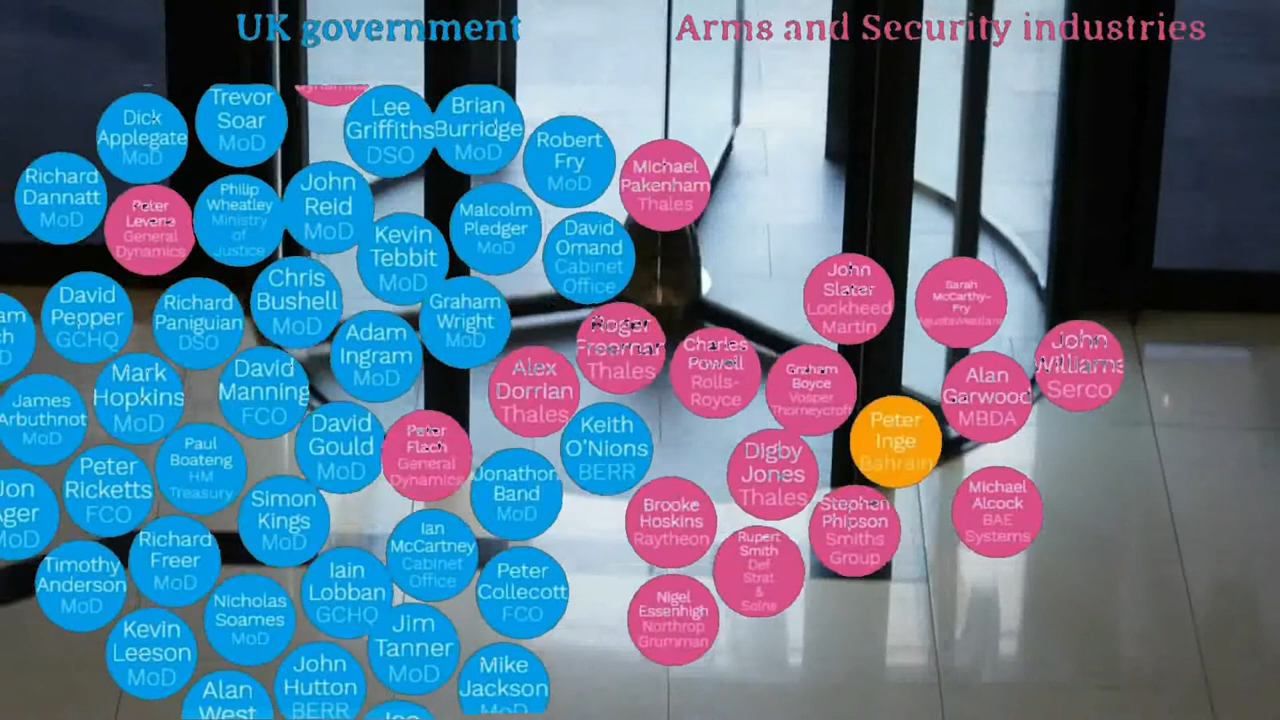 UK government
Arms and Security industries
Trevor
Soar
MoD
Dick
Applegate
MoD
Lee
Griffiths
DSO
Brian
Burridge
MoD
Robert
Fry
MoD
Michael
Pakenham
Thales
Richard
Dannatt
MoD
Peter
Levene
General
Dynamics
Philip
Wheatley
Ministry
of
Justice
John
Reid
MoD
Malcolm
Pledger
MoD
Kevin
Tebbit
MoD
David
Omand
Cabinet
Office
John
Slater
Lockheed
Martin
Sarah
McCarthy-
Fry
Chris
Bushell
MoD
David
Pepper
GCHQ
Richard
Paniguian
DSO
Graham
Wright
MoD
Adam
Ingram
MoD
Roger
Freeman
Thales
Charles
Powell
Rolls-
Royce
John
Williams
Serco
Alex
Dorrian
Thales
Graham
Boyce
Vosper
Thorneycroft
Alan
Garwood
MBDA
Mark
Hopkins
MoD
David
Manning
FCO
James
Arbuthnot
MoD
Peter
Inge
Bahrain
David
Gould
MoD
Peter
Flach
General
Dynamics
Keith
O'Nions
BERR
Paul
Boateng
HM
Treasury
Digby
Jones
Thales
Peter
Ricketts
FCO
Jonathon
Band
MoD
Simon
Kings
MoD
Brooke
Hoskins
Raytheon
Stephen
Phipson
Smiths
Group
Michael
Alcock
BAE
Systems
Ian
McCartney
Cabinet
Office
Richard
Freer
MoD
Rupert
Smith
Def
Strat
&
Solns
Timothy
Anderson
MoD
Iain
Lobban
GCHQ
Peter
Collecott
FCO
Nicholas
Soames
MoD
Nigel
Essenhigh
Northrop
Grumman
Kevin
Leeson
MoD
Jim
Tanner
MoD
John
Hutton
BERR
Mike
Jackson
MoD
Alan
West